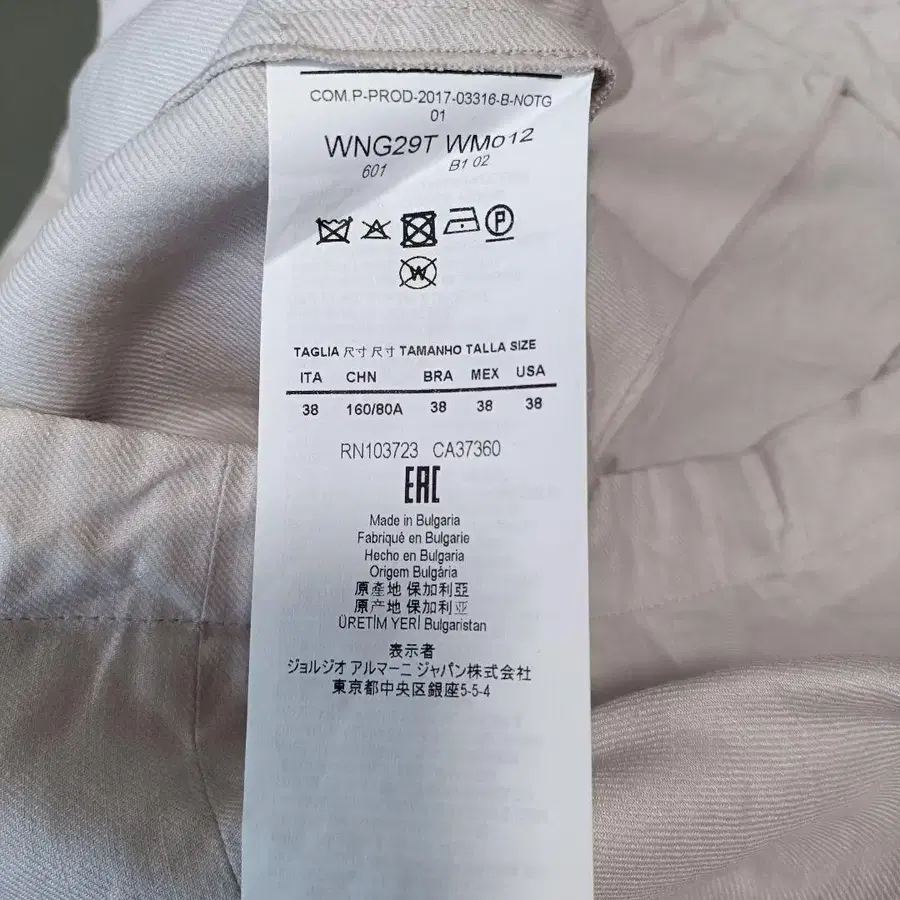 COM.P-PROD-2017-03316-B-NOTG
01
WNG29T WM012
601 B1 02
P
W
TAGLIA 尺寸 尺寸 TAMANHO TALLA SIZE
ITA CHN BRA MEX USA
38 160/80A 38 38 38
RN103723 CA37360
EAC
Made in Bulgaria
Fabriqué en Bulgarie
Hecho en Bulgaria
Origem Bulgária
原產地 保加利亞
原产地 保加利亚
ÜRETİM YERİ Bulgaristan
表示者
ジョルジオ アルマーニ ジャパン株式会社
東京都中央区銀座5-5-4